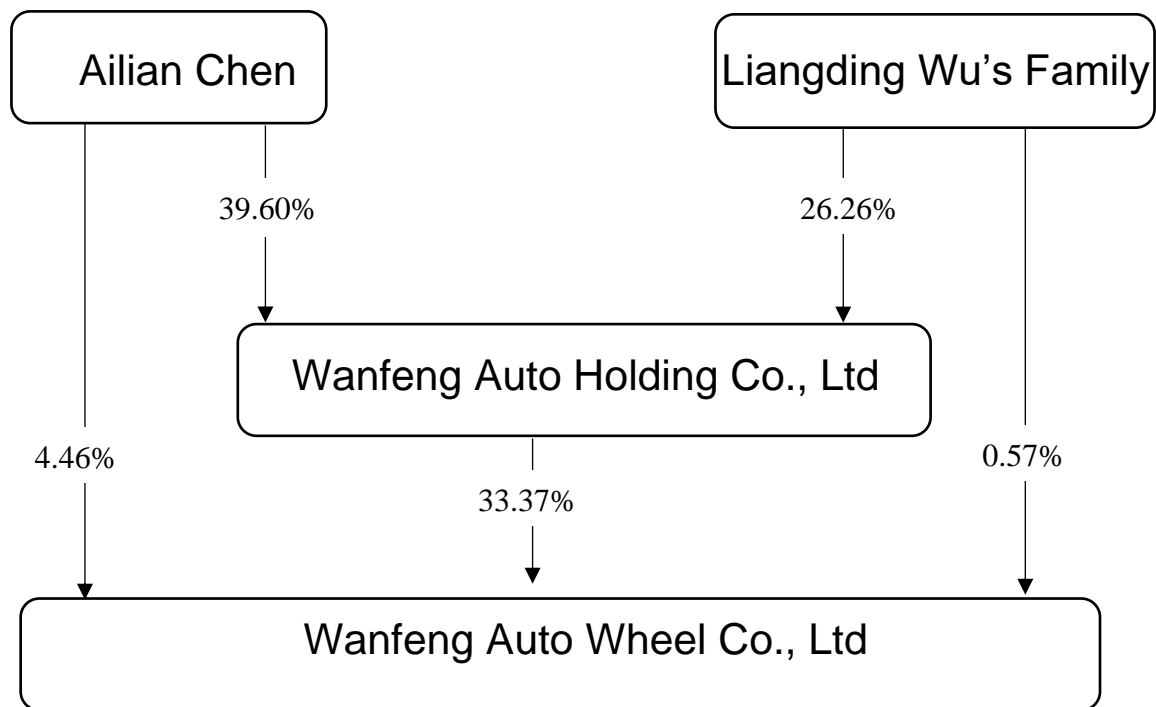 Ailian Chen
Liangding Wu’s Family
39.60%
26.26%
Wanfeng Auto Holding Co., Ltd
4.46%
0.57%
33.37%
Wanfeng Auto Wheel Co., Ltd